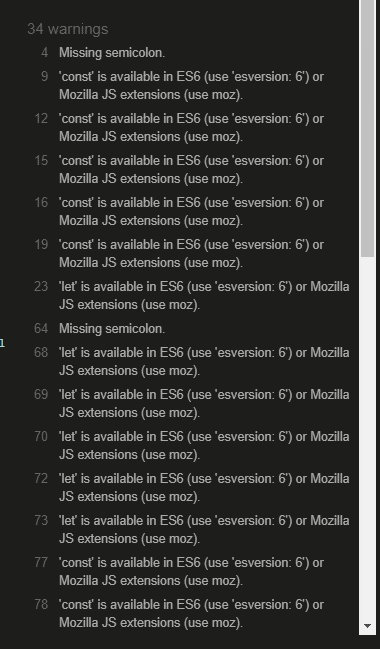 34 warnings
4 Missing semicolon.
9 'const' is available in ES6 (use 'esversion: 6') or
Mozilla JS extensions (use moz).
12 'const' is available in ES6 (use 'esversion: 6') or
Mozilla JS extensions (use moz).
15 'const' is available in ES6 (use 'esversion: 6') or
Mozilla JS extensions (use moz).
16 'const' is available in ES6 (use 'esversion: 6') or
Mozilla JS extensions (use moz).
19 'const' is available in ES6 (use 'esversion: 6') or
Mozilla JS extensions (use moz).
23 'let' is available in ES6 (use 'esversion: 6') or Mozilla
JS extensions (use moz).
64 Missing semicolon.
1
68 'let' is available in ES6 (use 'esversion: 6') or Mozilla
JS extensions (use moz).
69 'let' is available in ES6 (use 'esversion: 6') or Mozilla
JS extensions (use moz).
70 'let' is available in ES6 (use 'esversion: 6') or Mozilla
JS extensions (use moz).
72 'let' is available in ES6 (use 'esversion: 6') or Mozilla
JS extensions (use moz).
73 'let' is available in ES6 (use 'esversion: 6') or Mozilla
JS extensions (use moz).
77 'const' is available in ES6 (use 'esversion: 6') or
Mozilla JS extensions (use moz).
78 'const' is available in ES6 (use 'esversion: 6') or
Mozilla JS extensions (use moz).